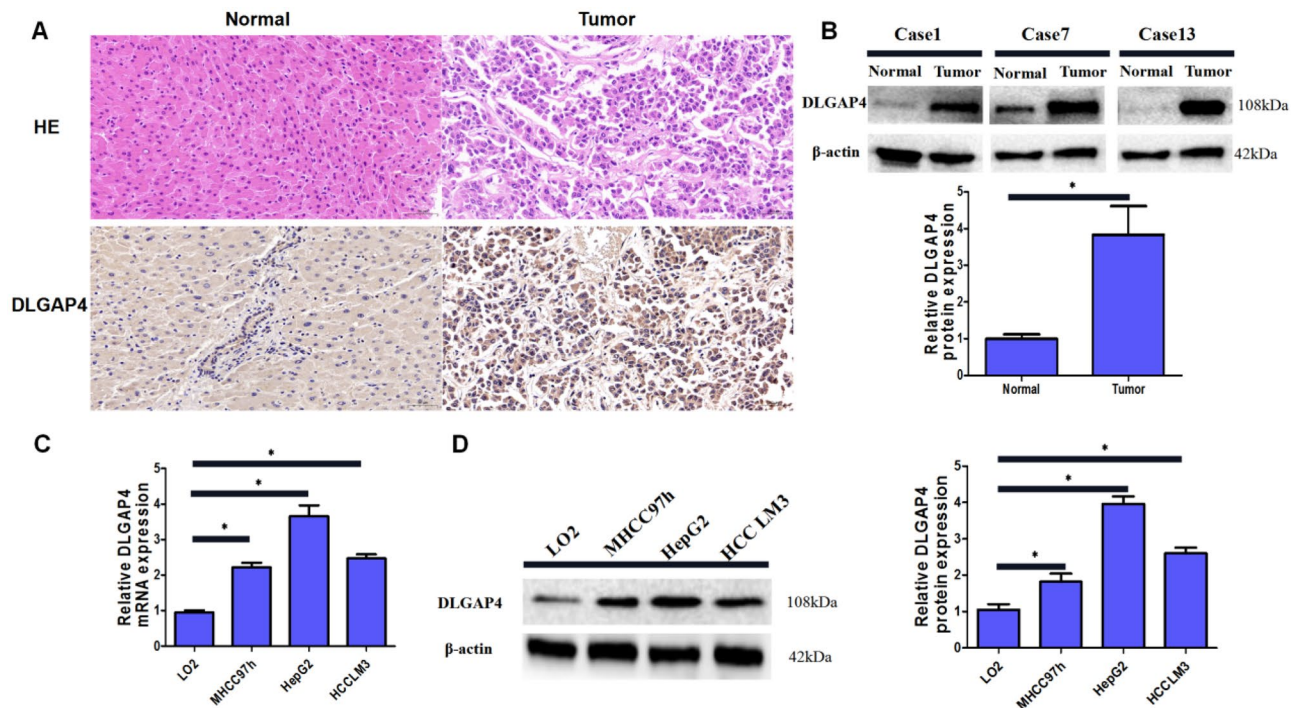 A
Normal
Tumor
HE
DLGAP4
B
Case1 Case7 Case13
Normal Tumor Normal Tumor Normal Tumor
DLGAP4
108kDa
β-actin
42kDa
Relative DLGAP4
protein expression
5
4
3
2
1
0
*
Normal
Tumor
C
Relative DLGAP4
mRNA expression
5
4
3
2
1
0
*
*
*
LO2
MHCC97h
HepG2
HCCLM3
D
LO2
MHCC97h
HepG2
HCC LM3
DLGAP4
108kDa
β-actin
42kDa
Relative DLGAP4
protein expression
5
4
3
2
1
0
*
*
*
LO2
MHCC97h
HepG2
HCCLM3